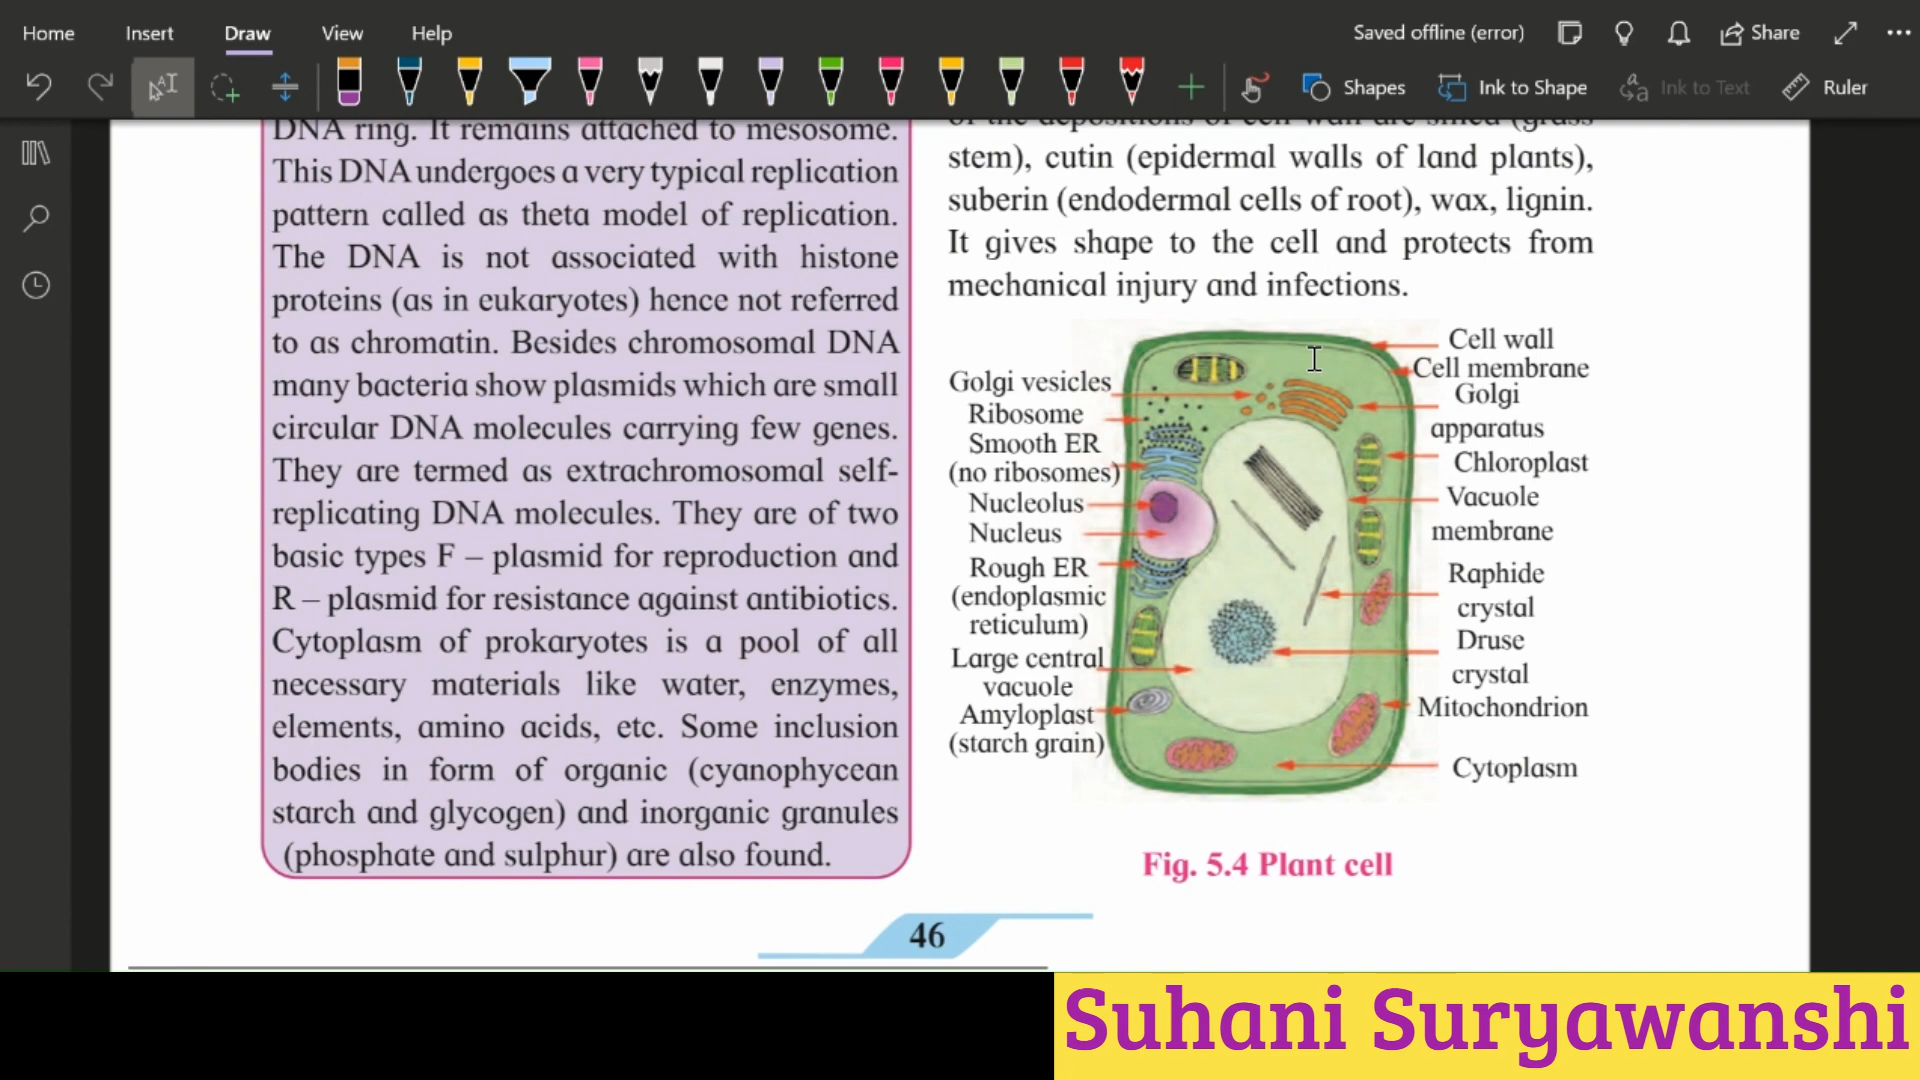 Home Insert Draw View Help
Saved offline (error) Share
Shapes Ink to Shape Ink to Text Ruler
DNA ring. It remains attached to mesosome.
This DNA undergoes a very typical replication
pattern called as theta model of replication.
The DNA is not associated with histone
proteins (as in eukaryotes) hence not referred
to as chromatin. Besides chromosomal DNA
many bacteria show plasmids which are small
circular DNA molecules carrying few genes.
They are termed as extrachromosomal self-
replicating DNA molecules. They are of two
basic types F – plasmid for reproduction and
R – plasmid for resistance against antibiotics.
Cytoplasm of prokaryotes is a pool of all
necessary materials like water, enzymes,
elements, amino acids, etc. Some inclusion
bodies in form of organic (cyanophycean
starch and glycogen) and inorganic granules
(phosphate and sulphur) are also found.
of the depositions of cell wall are silica (grass
stem), cutin (epidermal walls of land plants),
suberin (endodermal cells of root), wax, lignin.
It gives shape to the cell and protects from
mechanical injury and infections.
Golgi vesicles
Ribosome
Smooth ER
(no ribosomes)
Nucleolus
Nucleus
Rough ER
(endoplasmic
reticulum)
Large central
vacuole
Amyloplast
(starch grain)
Cell wall
Cell membrane
Golgi
apparatus
Chloroplast
Vacuole
membrane
Raphide
crystal
Druse
crystal
Mitochondrion
Cytoplasm
Fig. 5.4 Plant cell
46
Suhani Suryawanshi